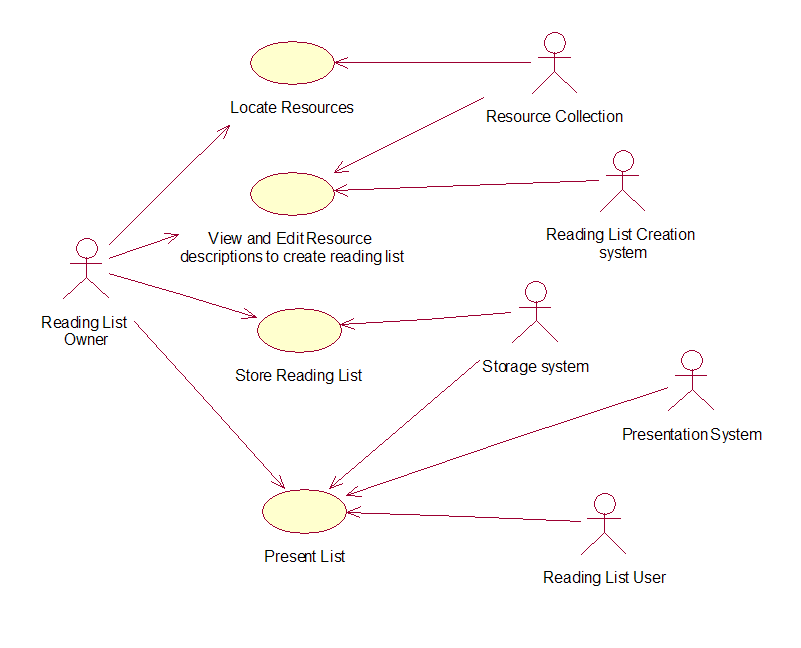 Locate Resources
Resource Collection
View and Edit Resource
descriptions to create reading list
Reading List Creation
system
Reading List
Owner
Store Reading List
Storage system
Presentation System
Present List
Reading List User